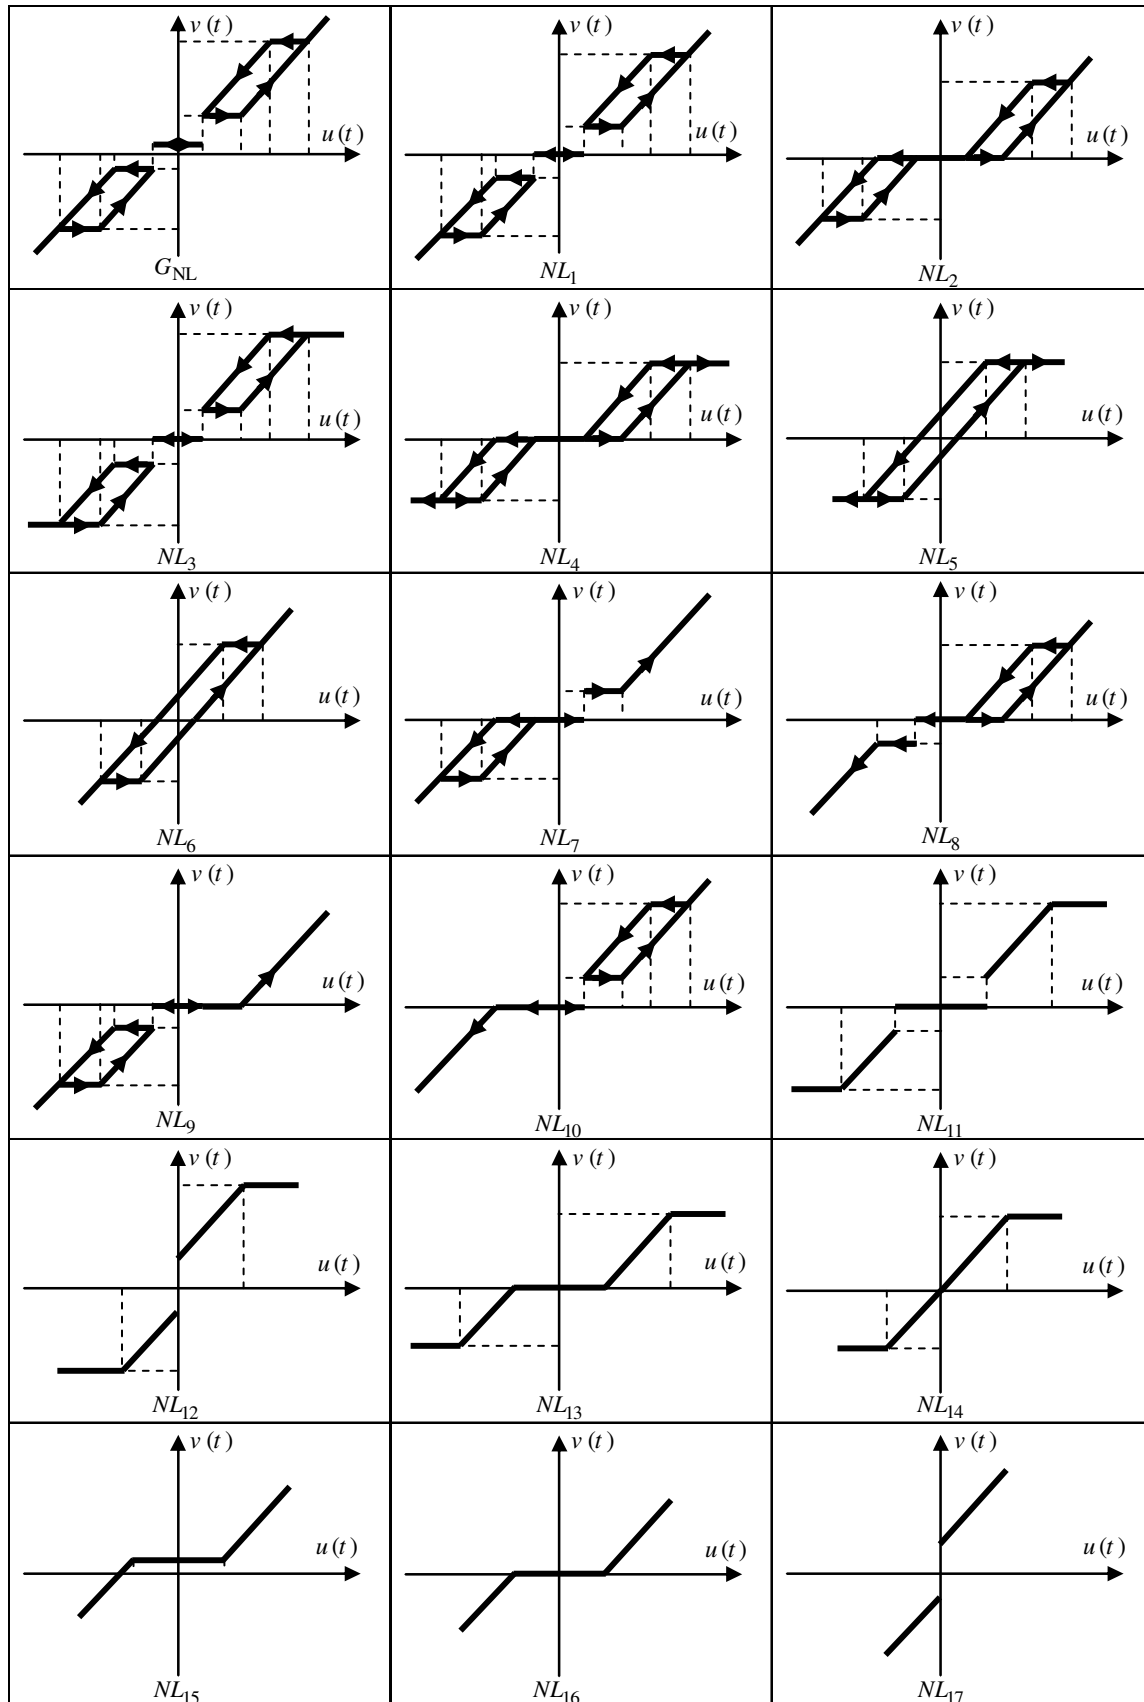 v(t) v(t) v(t)
u(t) u(t) u(t)
G_NL NL_1 NL_2
v(t) v(t) v(t)
u(t) u(t) u(t)
NL_3 NL_4 NL_5
v(t) v(t) v(t)
u(t) u(t) u(t)
NL_6 NL_7 NL_8
v(t) v(t) v(t)
u(t) u(t) u(t)
NL_9 NL_10 NL_11
v(t) v(t) v(t)
u(t) u(t) u(t)
NL_12 NL_13 NL_14
v(t) v(t) v(t)
u(t) u(t) u(t)
NL_15 NL_16 NL_17